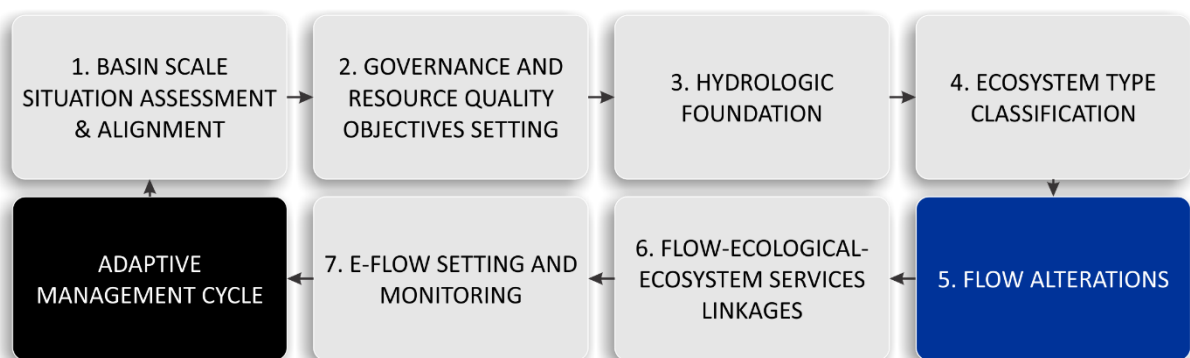 1. BASIN SCALE
SITUATION ASSESSMENT
& ALIGNMENT
2. GOVERNANCE AND
RESOURCE QUALITY
OBJECTIVES SETTING
3. HYDROLOGIC
FOUNDATION
4. ECOSYSTEM TYPE
CLASSIFICATION
5. FLOW ALTERATIONS
6. FLOW-ECOLOGICAL-
ECOSYSTEM SERVICES
LINKAGES
7. E-FLOW SETTING AND
MONITORING
ADAPTIVE
MANAGEMENT CYCLE